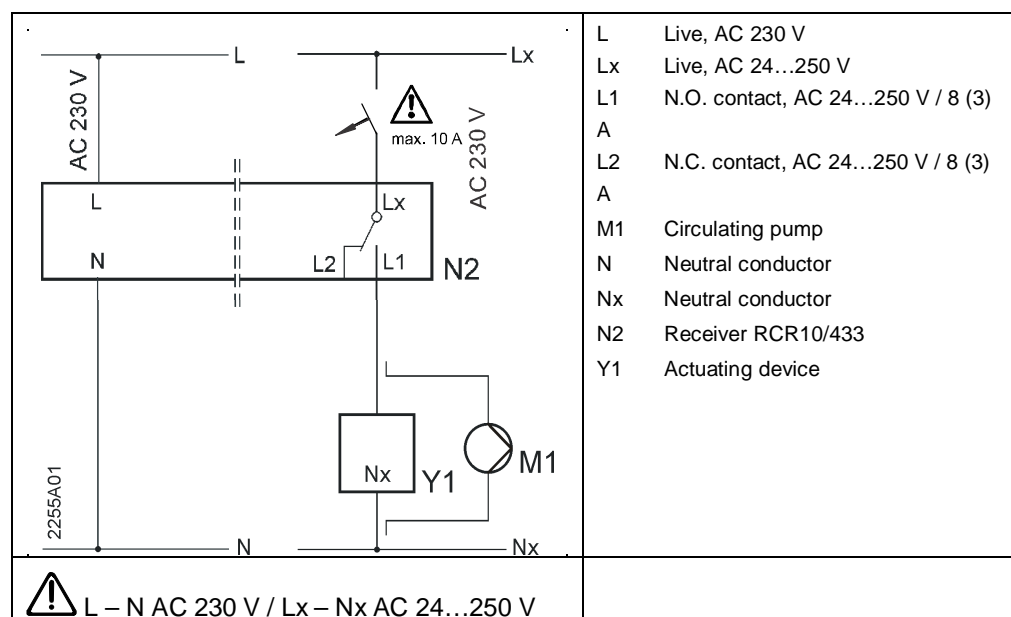 L
Lx
AC 230 V
max. 10 A
AC 230 V
L
Lx
N
L2
L1
N2
Nx
Y1
M1
2255A01
N
Nx
L Live, AC 230 V
Lx Live, AC 24...250 V
L1 N.O. contact, AC 24...250 V / 8 (3)
A
L2 N.C. contact, AC 24...250 V / 8 (3)
A
M1 Circulating pump
N Neutral conductor
Nx Neutral conductor
N2 Receiver RCR10/433
Y1 Actuating device
L – N AC 230 V / Lx – Nx AC 24...250 V